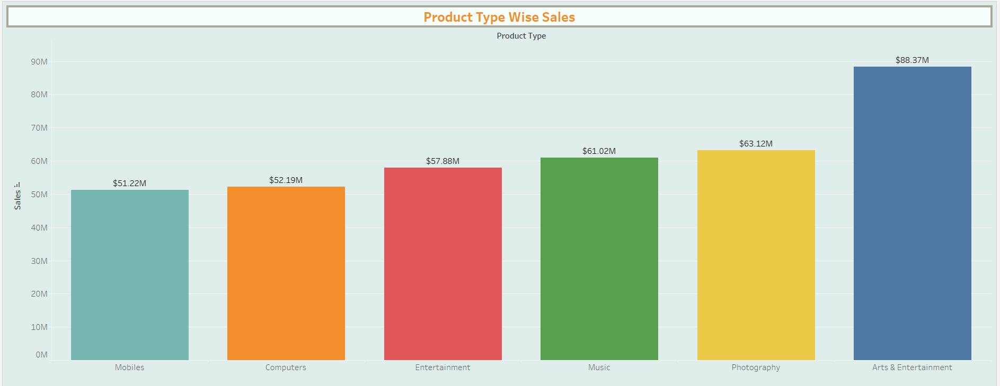 Product Type Wise Sales
Product Type
Sales
90M
80M
70M
60M
50M
40M
30M
20M
10M
0M
$51.22M
$52.19M
$57.88M
$61.02M
$63.12M
$88.37M
Mobiles
Computers
Entertainment
Music
Photography
Arts & Entertainment